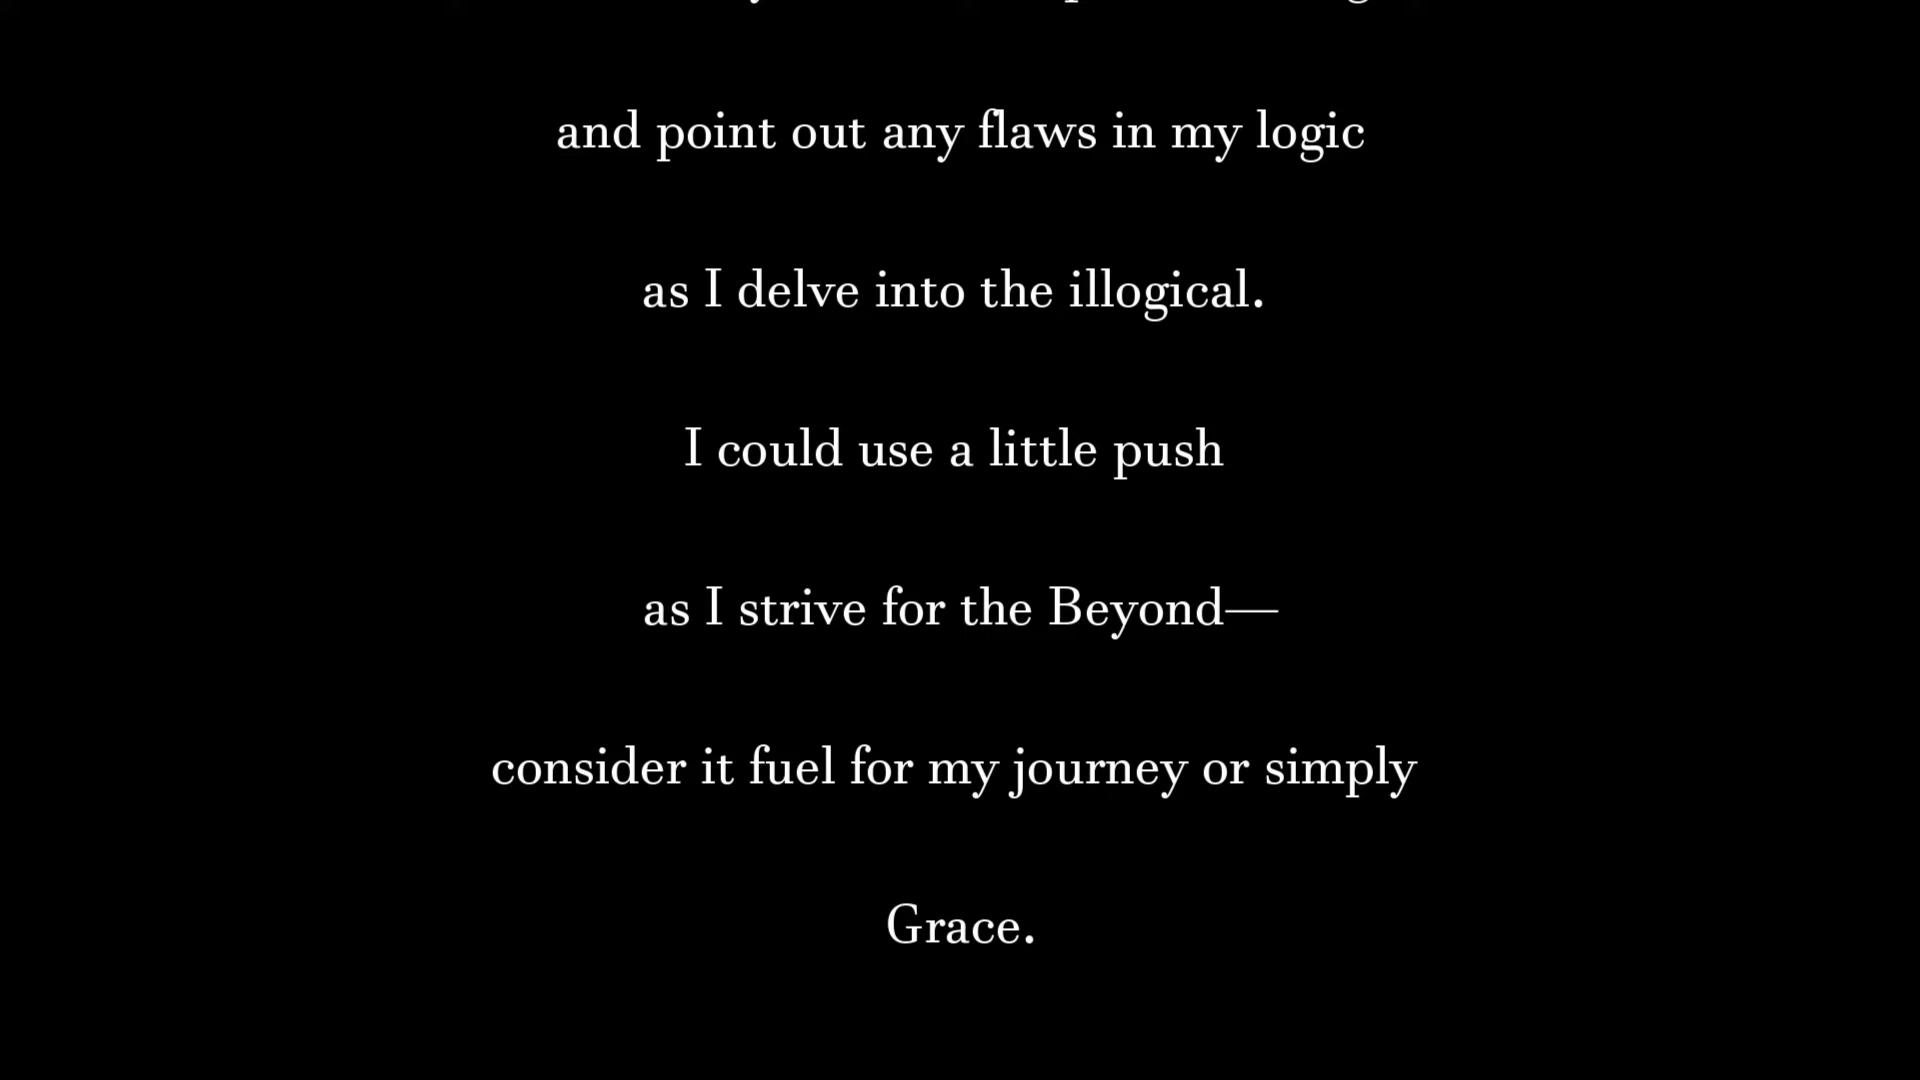 and point out any flaws in my logic
as I delve into the illogical.
I could use a little push
as I strive for the Beyond—
consider it fuel for my journey or simply
Grace.